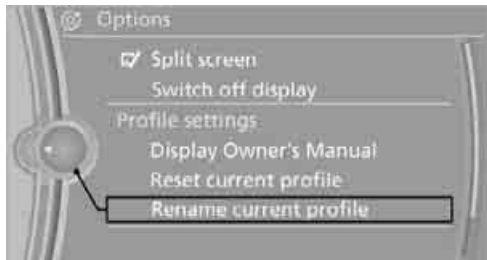 Options
Split screen
Switch off display
Profile settings
Display Owner's Manual
Reset current profile
Rename current profile